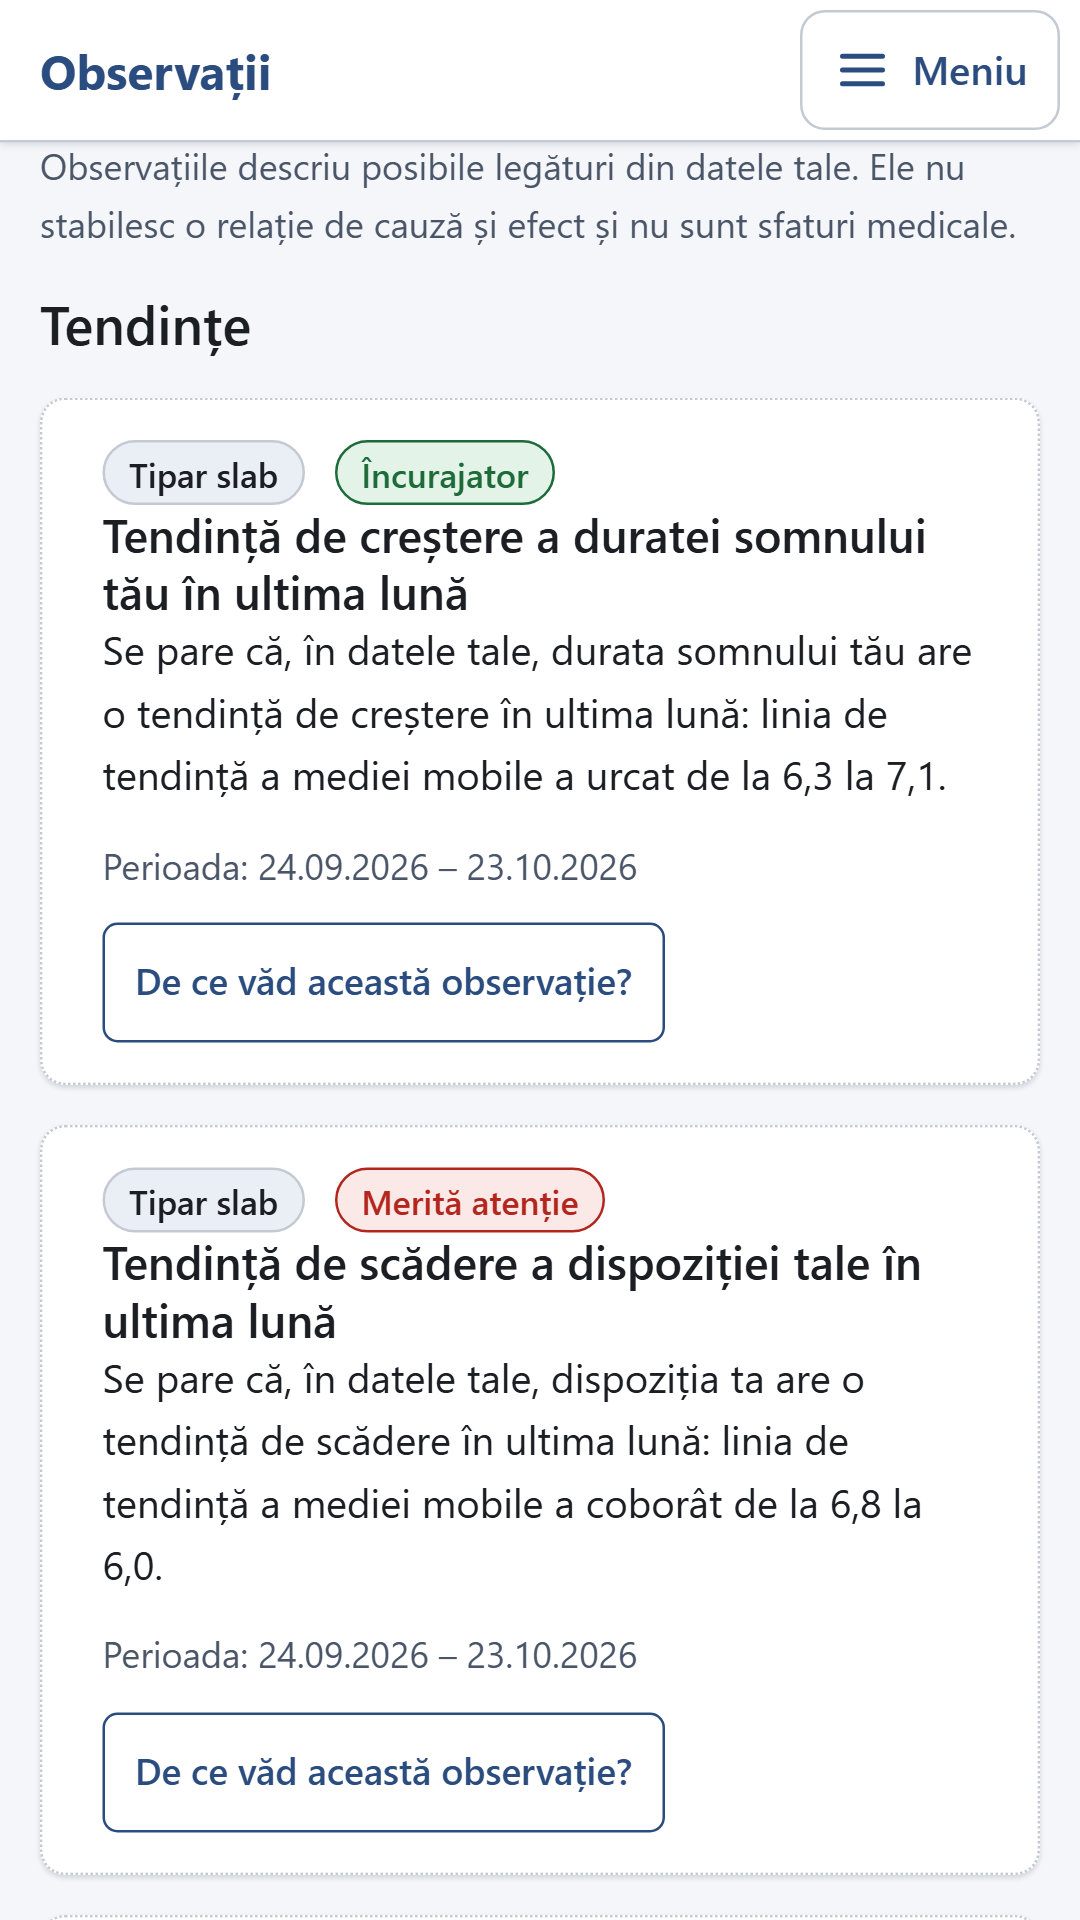 Observații
Meniu
Observațiile descriu posibile legături din datele tale. Ele nu
stabilesc o relație de cauză și efect și nu sunt sfaturi medicale.
Tendințe
Tipar slab
Încurajator
Tendință de creștere a duratei somnului
tău în ultima lună
Se pare că, în datele tale, durata somnului tău are
o tendință de creștere în ultima lună: linia de
tendință a mediei mobile a urcat de la 6,3 la 7,1.
Perioada: 24.09.2026 – 23.10.2026
De ce văd această observație?
Tipar slab
Merită atenție
Tendință de scădere a dispoziției tale în
ultima lună
Se pare că, în datele tale, dispoziția ta are o
tendință de scădere în ultima lună: linia de
tendință a mediei mobile a coborât de la 6,8 la
6,0.
Perioada: 24.09.2026 – 23.10.2026
De ce văd această observație?